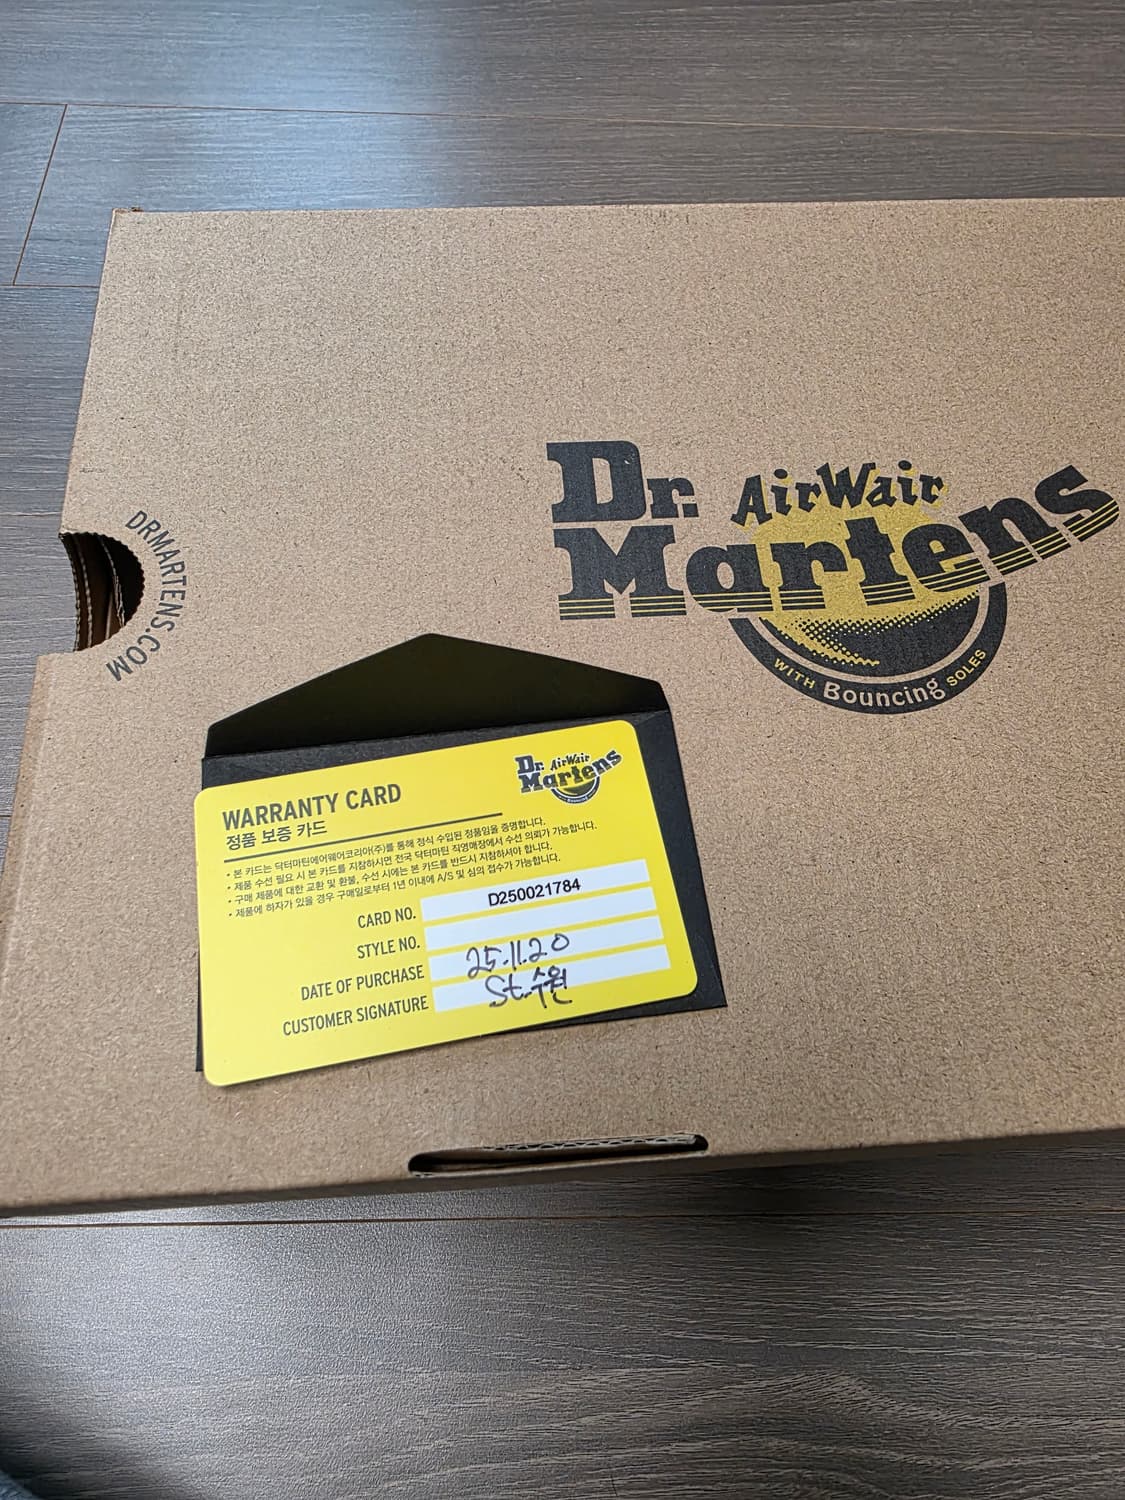 DRMARTENS.COM
Dr. AirWair
Martens
WITH Bouncing SOLES
Dr. AirWair
Martens
WARRANTY CARD
정품 보증 카드
• 본 카드는 닥터마틴에어웨어코리아(주)를 통해 정식 수입된 정품임을 증명합니다.
• 제품 수선 필요 시 본 카드를 지참하시면 전국 닥터마틴 직영매장에서 수선 의뢰가 가능합니다.
• 구매 제품에 대한 교환 및 환불, 수선 시에는 본 카드를 반드시 지참하셔야 합니다.
• 제품에 하자가 있을 경우 구매일로부터 1년 이내에 A/S 및 심의 접수가 가능합니다.
CARD NO. D250021784
STYLE NO.
DATE OF PURCHASE 25.11.20
CUSTOMER SIGNATURE St.수원